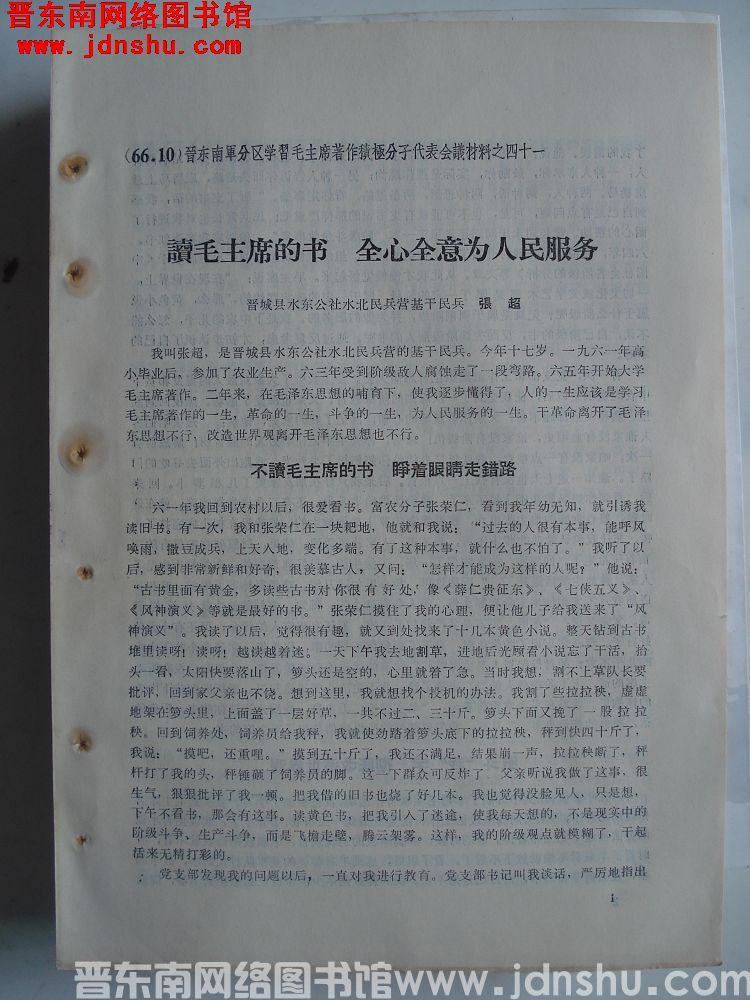 晋东南网络图书馆
www.jdnshu.com
(66.10)晉东南軍分区学習毛主席著作積極分子代表会議材料之四十一
讀毛主席的书 全心全意为人民服务
晋城县水东公社水北民兵营基干民兵 張 超
我叫张超，是晋城县水东公社水北民兵营的基干民兵。今年十七岁。一九六一年高
小毕业后，参加了农业生产。六三年受到阶级敌人腐蚀走了一段弯路。六五年开始大学
毛主席著作。二年来，在毛泽东思想的哺育下，使我逐步懂得了，人的一生应该是学习
毛主席著作的一生，革命的一生，斗争的一生，为人民服务的一生。干革命离开了毛泽
东思想不行，改造世界观离开毛泽东思想也不行。
不讀毛主席的书 睜着眼睛走錯路
六一年我回到农村以后，很爱看书。富农分子张荣仁，看到我年幼无知，就引诱我
读旧书。有一次，我和张荣仁在一块耙地，他就和我说：“过去的人很有本事，能呼风
唤雨，撒豆成兵，上天入地，变化多端。有了这种本事，就什么也不怕了。”我听了以
后，感到非常新鲜和好奇，很羡慕古人，又问：“怎样才能成为这样的人呢？”他说：
“古书里面有黄金，多读些古书对你很有好处，像《薛仁贵征东》、《七侠五义》、
《风神演义》等就是最好的书。”张荣仁摸住了我的心理，便让他儿子给我送来了“风
神演义”。我读了以后，觉得很有趣，就又到处找来了十几本黄色小说。整天钻到古书
堆里读呀！读呀！越读越着迷。一天下午我去地割草，进地后光顾看小说忘了干活，抬
头一看，太阳快要落山了，箩头还是空的，心里就着了急。当时我想，割不上草队长要
批评，回到家父亲也不饶。想到这里，我就想找个投机的办法。我割了些拉拉秧，虚虚
地架在箩头里，上面盖了一层好草，一共不过二、三十斤。箩头下面又挽了一股拉拉
秧。回到饲养处，饲养员给我秤，我就使劲踏着箩头底下的拉拉秧，秤到快四十斤了，
我说：“摸吧，还重哩。”摸到五十斤了，我还不满足，结果崩一声，拉拉秧断了，秤
杆打了我的头，秤锤砸了饲养员的脚。这一下群众可反炸了。父亲听说我做了这事，很
生气，狠狠批评了我一顿。把我借的旧书也烧了好几本。我也觉得没脸见人，只是想，
下午不看书，那会有这事。读黄色书，把我引入了迷途，使我每天想的，不是现实中的
阶级斗争、生产斗争，而是飞檐走壁，腾云架雾。这样，我的阶级观点就模糊了，干起
活来无精打彩的。
党支部发现我的问题以后，一直对我进行教育。党支部书记叫我谈话，严厉地指出
1
晋东南网络图书馆www.jdnshu.com